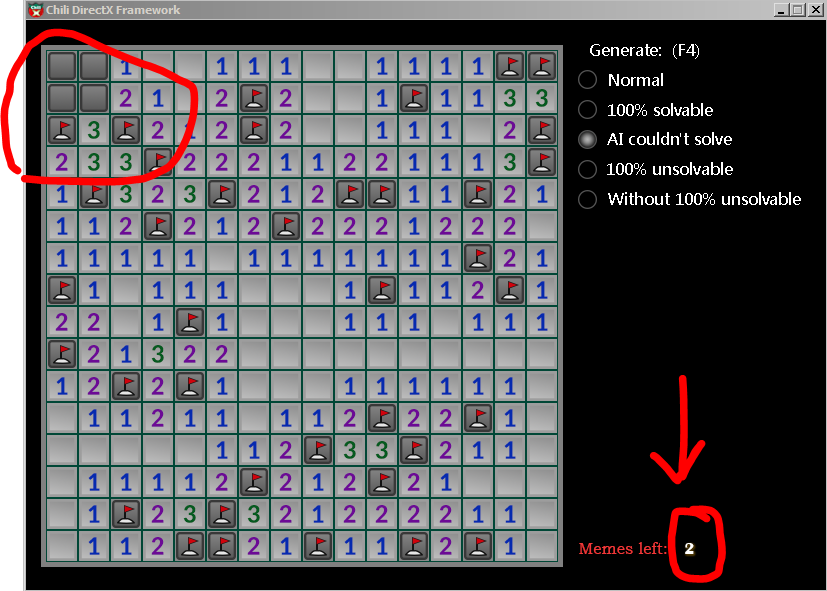 Chili DirectX Framework
1 1 1 1 1 1 1 1
2 1 2 2 1 1 1 3 3
3 2 1 2 2 1 1 1 2
2 3 3 2 2 2 1 1 2 2 1 1 1 3
1 3 2 3 2 1 2 1 1 2 1
1 1 2 2 1 2 2 2 2 1 2 2 2
1 1 1 1 1 1 1 1 1 1 1 1 2 1
1 1 1 1 1 1 1 2 1
2 2 1 1 1 1 1 1 1 1
2 1 3 2 2
1 2 2 1 1 1 1 1 1 1
1 1 2 1 1 1 1 2 2 2 1
1 1 2 3 3 2 1 1
1 1 1 1 2 2 1 2 2 1
1 2 3 3 2 1 2 2 2 2 1 1
1 1 2 2 1 1 1 2 1
Generate: (F4)
Normal
100% solvable
AI couldn't solve
100% unsolvable
Without 100% unsolvable
Memes left: 2